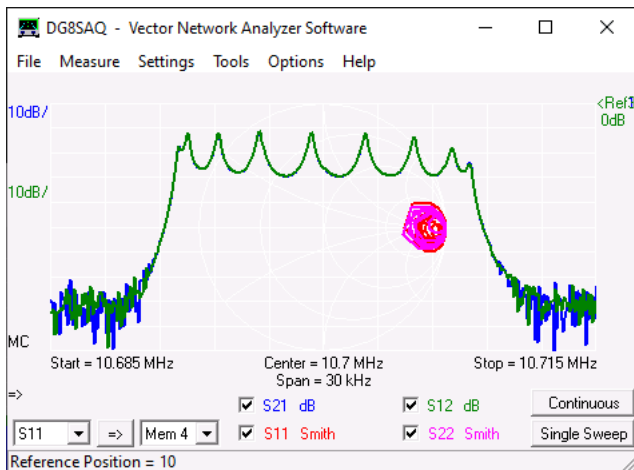 DG8SAQ - Vector Network Analyzer Software
File Measure Settings Tools Options Help
10dB/
<Ref1
0dB
10dB/
MC
Start = 10.685 MHz Center = 10.7 MHz Stop = 10.715 MHz
Span = 30 kHz
=>
S21 dB S12 dB Continuous
S11 => Mem 4 S11 Smith S22 Smith Single Sweep
Reference Position = 10